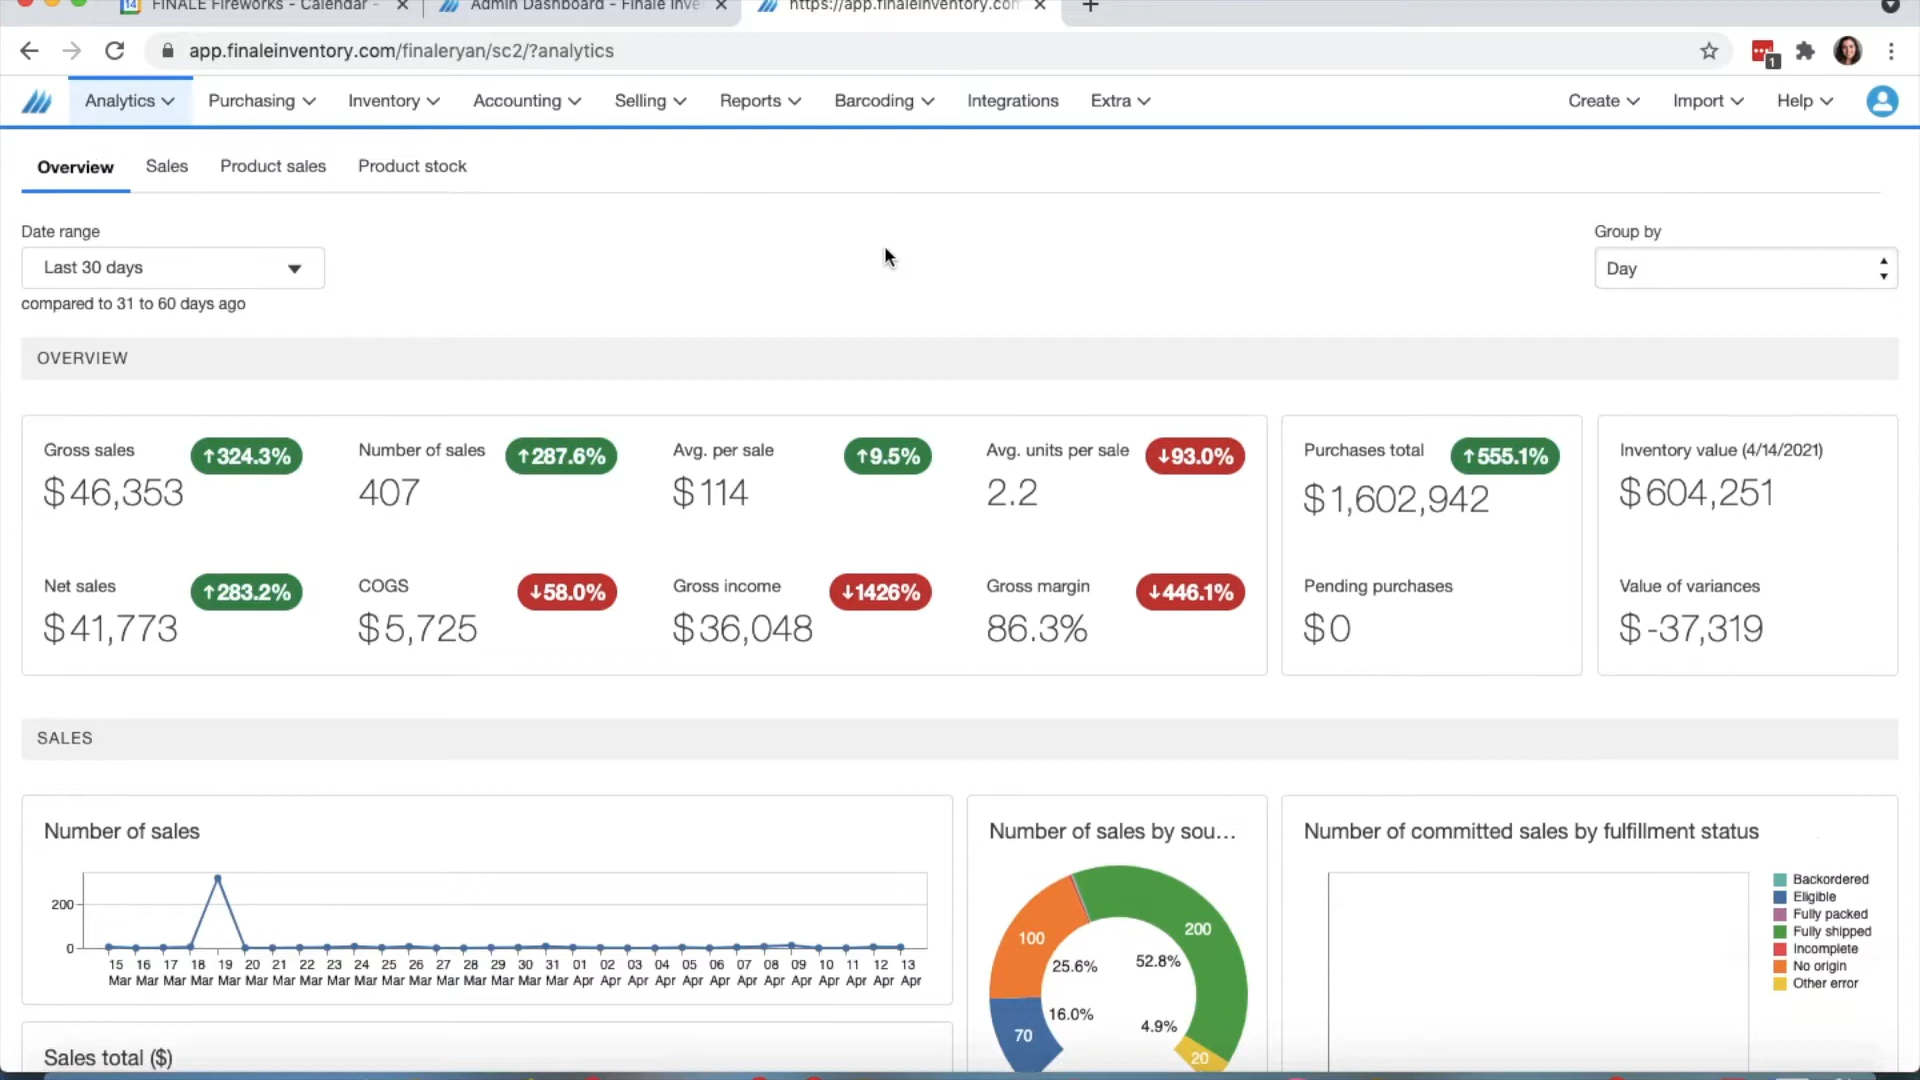 FINALE Fireworks - Calendar -
Admin Dashboard - Finale Inve
https://app.finaleinventory.com
app.finaleinventory.com/finaleryan/sc2/?analytics
1
Analytics
Purchasing
Inventory
Accounting
Selling
Reports
Barcoding
Integrations
Extra
Create
Import
Help
Overview
Sales
Product sales
Product stock
Date range
Group by
Last 30 days
Day
compared to 31 to 60 days ago
OVERVIEW
Gross sales ↑324.3%
$46,353
Number of sales ↑287.6%
407
Avg. per sale ↑9.5%
$114
Avg. units per sale ↓93.0%
2.2
Purchases total ↑555.1%
$1,602,942
Inventory value (4/14/2021)
$604,251
Net sales ↑283.2%
$41,773
COGS ↓58.0%
$5,725
Gross income ↓1426%
$36,048
Gross margin ↓446.1%
86.3%
Pending purchases
$0
Value of variances
$-37,319
SALES
Number of sales
200
0
15 16 17 18 19 20 21 22 23 24 25 26 27 28 29 30 31 01 02 03 04 05 06 07 08 09 10 11 12 13
Mar Mar Mar Mar Mar Mar Mar Mar Mar Mar Mar Mar Mar Mar Mar Mar Mar Apr Apr Apr Apr Apr Apr Apr Apr Apr Apr Apr Apr Apr
Number of sales by sou...
100
200
25.6%
52.8%
16.0%
4.9%
70
20
Number of committed sales by fulfillment status
Backordered
Eligible
Fully packed
Fully shipped
Incomplete
No origin
Other error
Sales total ($)